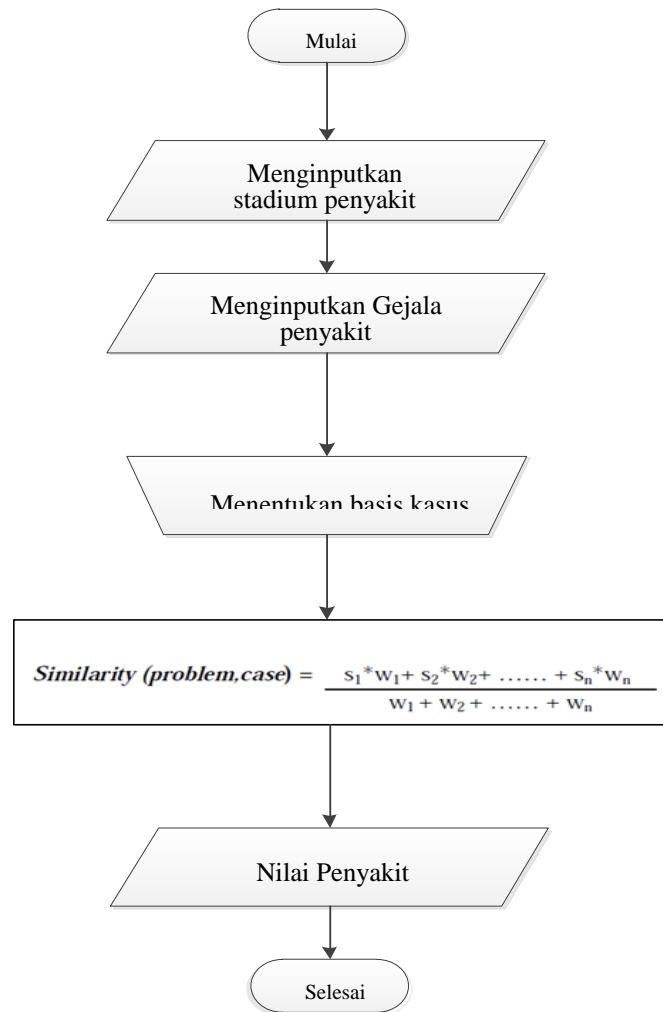 Mulai
Menginputkan
stadium penyakit
Menginputkan Gejala
penyakit
Menentukan basis kasus
Similarity (problem,case) = s₁*w₁+ s₂*w₂+ ...... + sₙ*wₙ
w₁ + w₂ + ...... + wₙ
Nilai Penyakit
Selesai